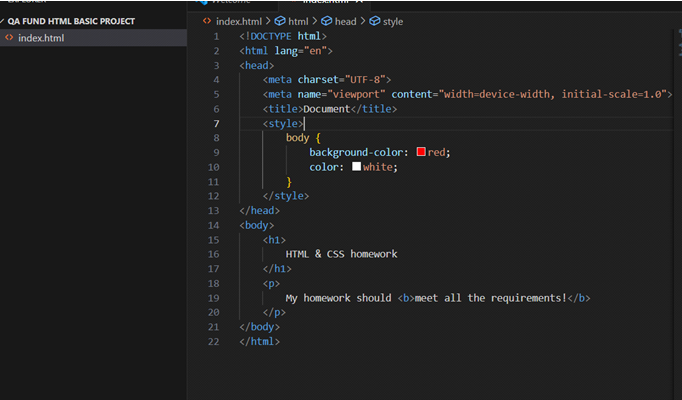 QA FUND HTML BASIC PROJECT
index.html
index.html > html > head > style
1 <!DOCTYPE html>
2 <html lang="en">
3 <head>
4     <meta charset="UTF-8">
5     <meta name="viewport" content="width=device-width, initial-scale=1.0">
6     <title>Document</title>
7     <style>
8         body {
9             background-color: red;
10             color: white;
11         }
12     </style>
13 </head>
14 <body>
15     <h1>
16         HTML & CSS homework
17     </h1>
18     <p>
19         My homework should <b>meet all the requirements!</b>
20     </p>
21 </body>
22 </html>